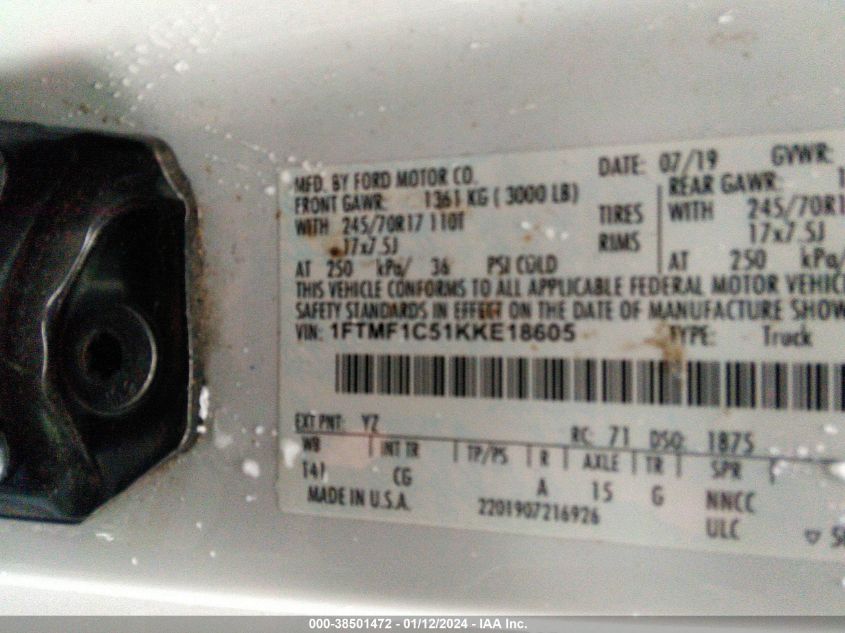 MFD. BY FORD MOTOR CO.
DATE: 07/19
GVWR:
FRONT GAWR: 1361 KG ( 3000 LB)
REAR GAWR:
WITH 245/70R17 110T
TIRES
WITH
17x7.5J
RIMS
17x7.5J
AT 250 kPa/ 36 PSI COLD
AT 250 kPa/
THIS VEHICLE CONFORMS TO ALL APPLICABLE FEDERAL MOTOR
SAFETY STANDARDS IN EFFECT ON THE DATE OF MANUFACTURE
VIN: 1FTMF1C51KKE18605
TYPE: Truck
EXT PNT: YZ
RC: 71 DSO: 1875
WB INT TR TP/PS R AXLE TR SPR
141 CG A 15 G NNCC
MADE IN U.S.A.
2201907216926
ULC
000-38501472 - 01/12/2024 - IAA Inc.